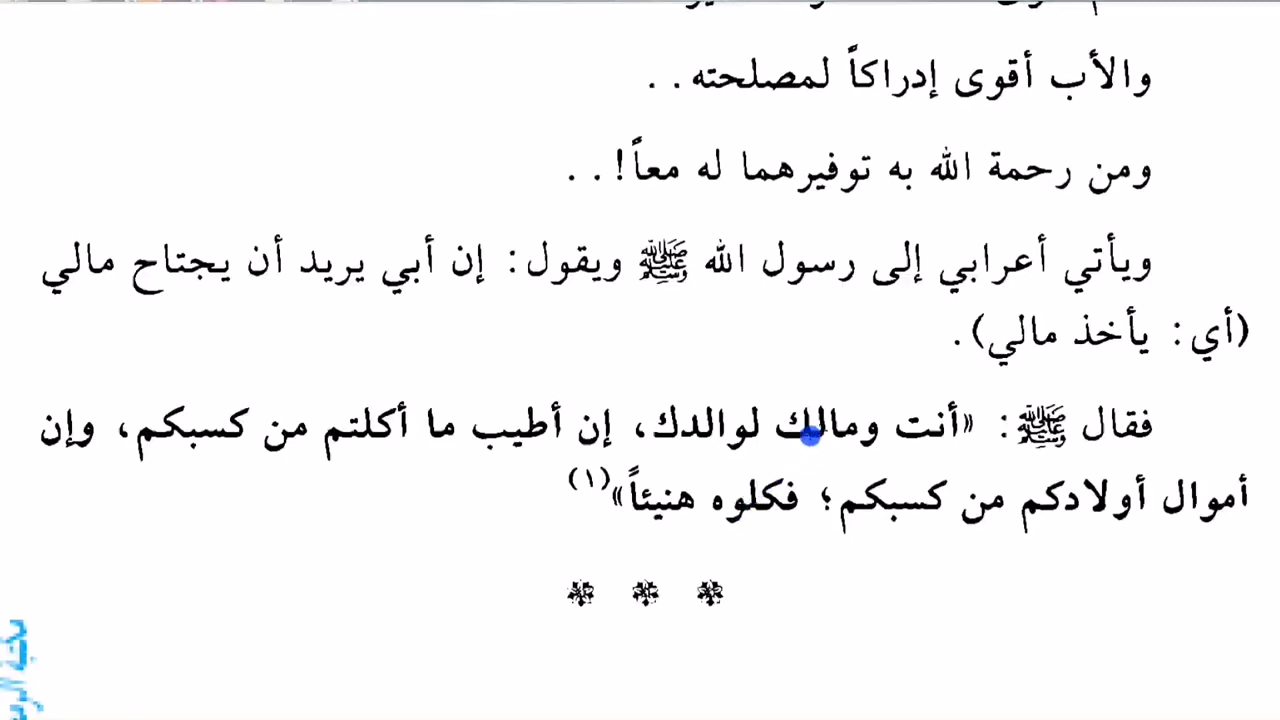 والأب أقوى إدراكاً لمصلحته . .
ومن رحمة الله به توفيرهما له معاً! . .
ويأتي أعرابي إلى رسول الله ﷺ ويقول: إن أبي يريد أن يجتاح مالي
(أي: يأخذ مالي).
فقال ﷺ: «أنت ومالك لوالدك، إن أطيب ما أكلتم من كسبكم، وإن
أموال أولادكم من كسبكم؛ فكلوه هنيئاً»(١)